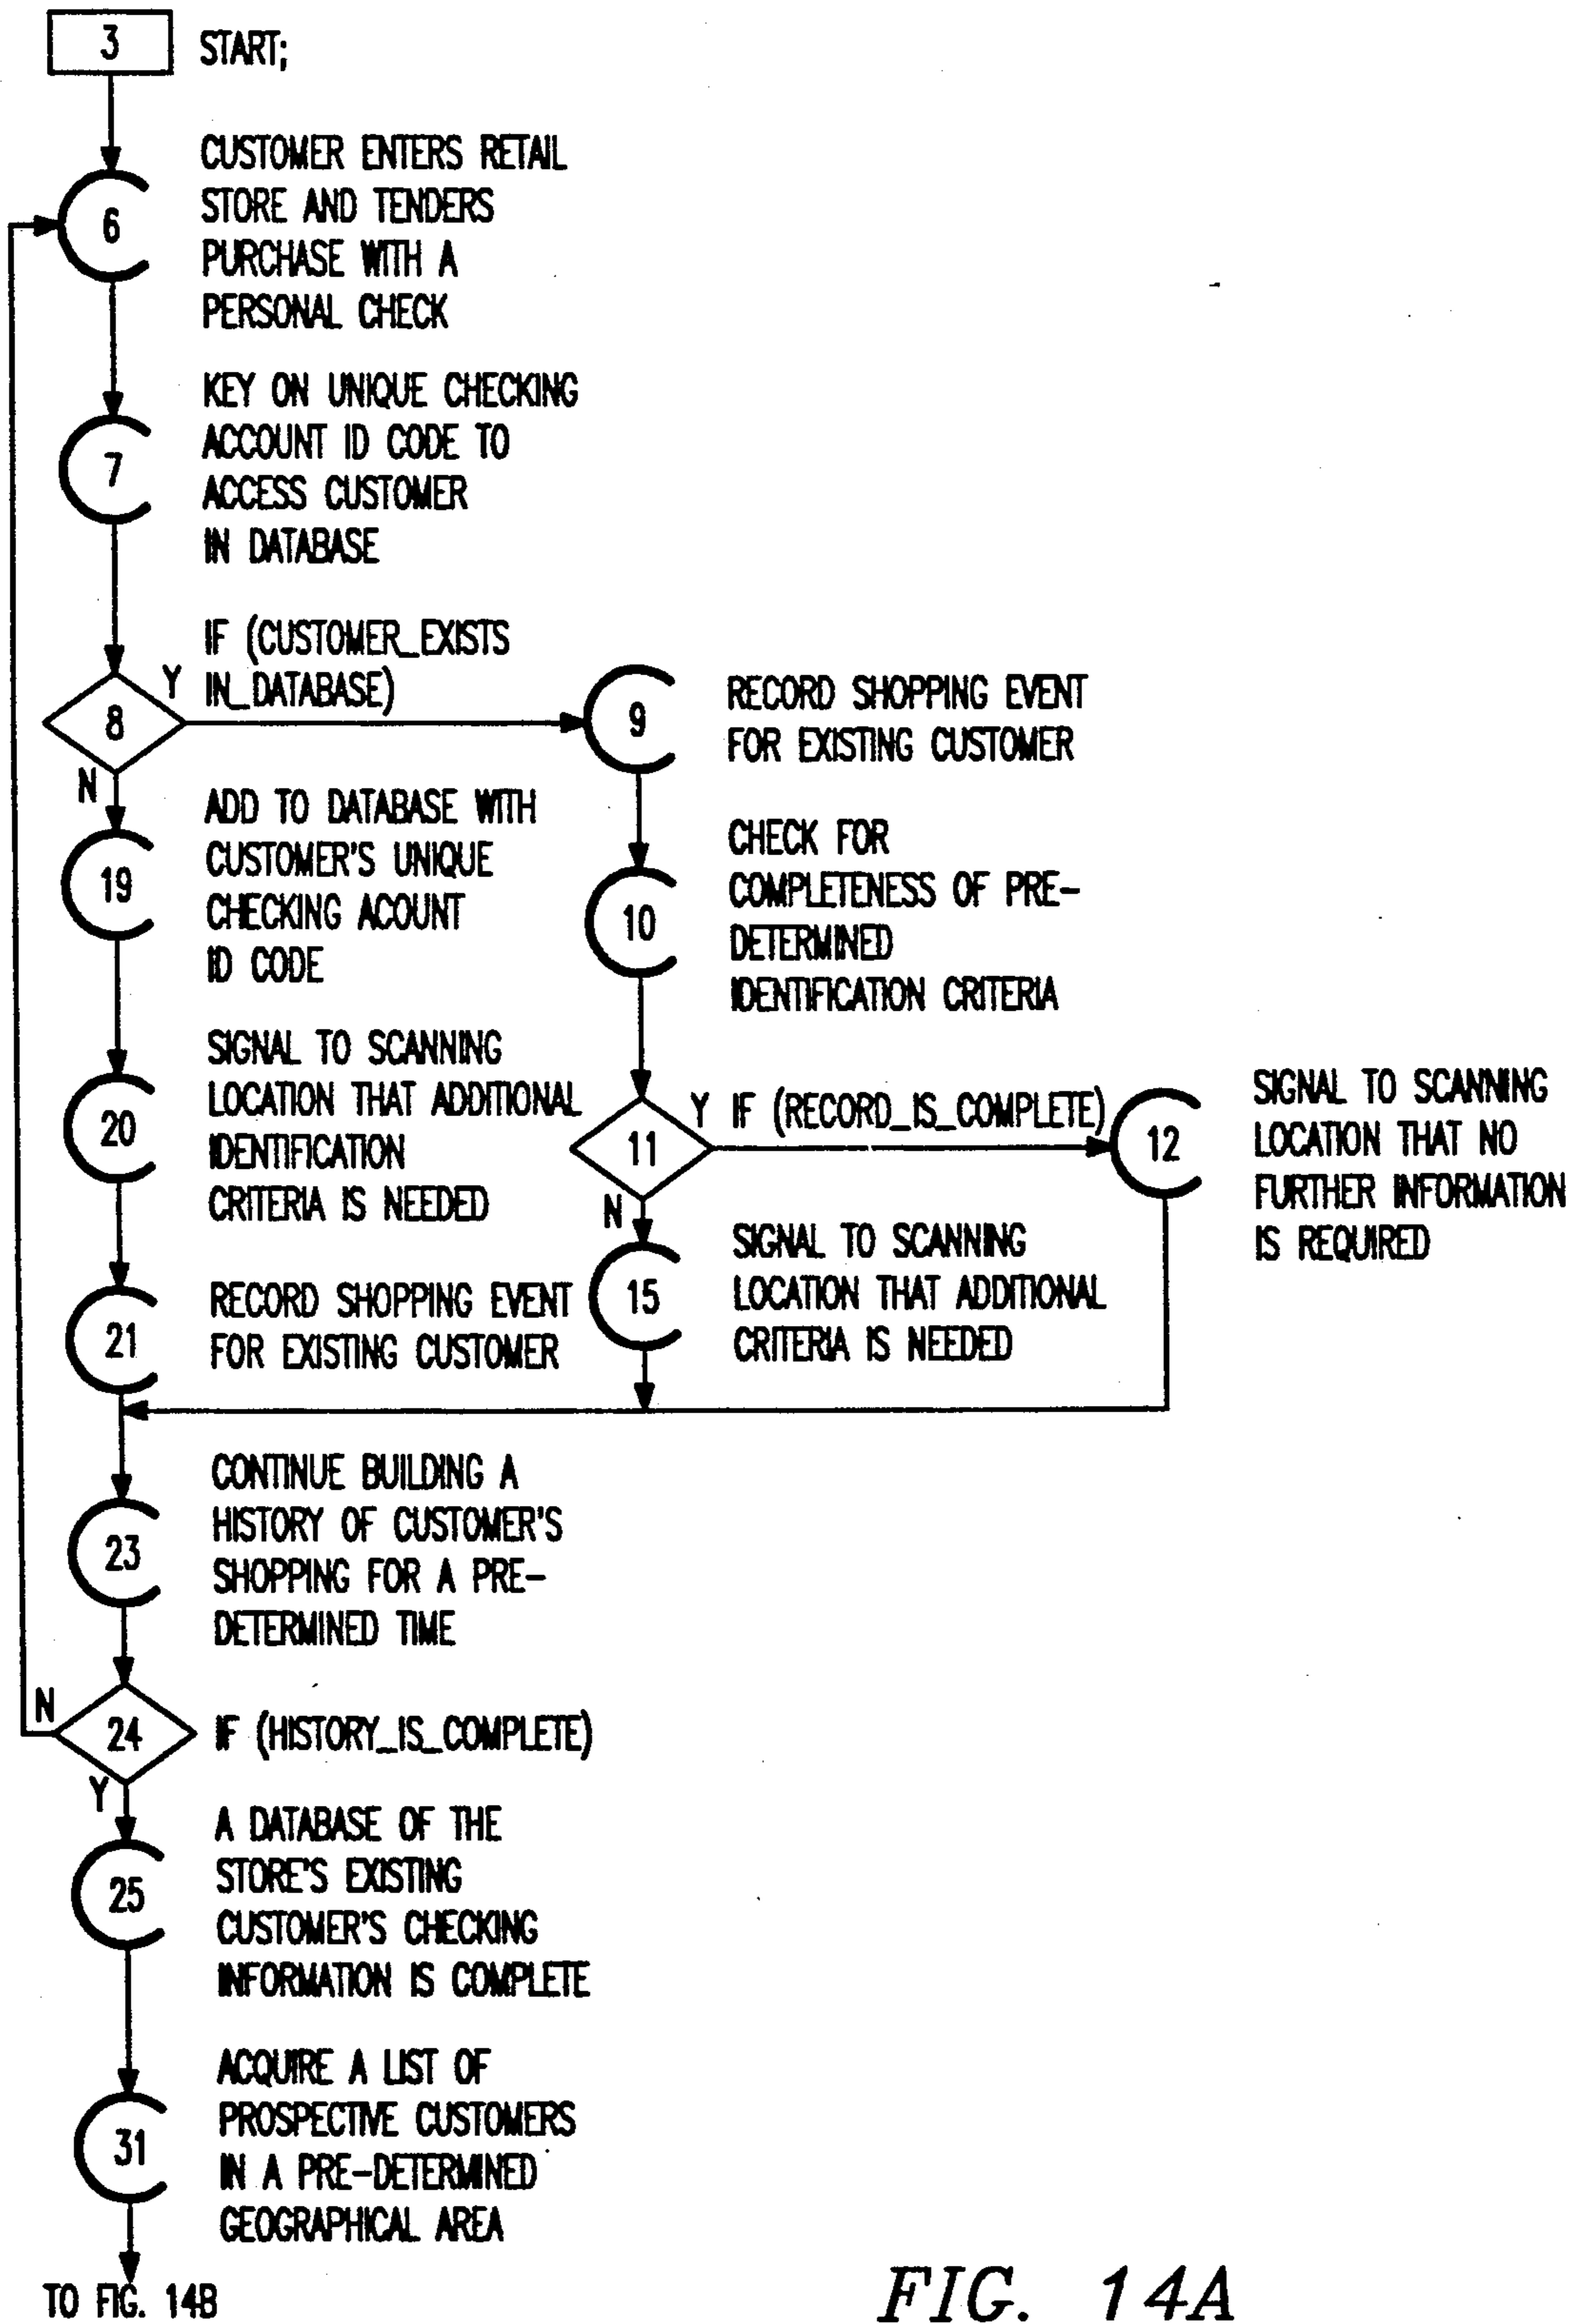 3 START;
CUSTOMER ENTERS RETAIL
STORE AND TENDERS
PURCHASE WITH A
PERSONAL CHECK
6
KEY ON UNIQUE CHECKING
ACCOUNT ID CODE TO
ACCESS CUSTOMER
IN DATABASE
7
IF (CUSTOMER_EXISTS
IN_DATABASE)
Y
8
N
RECORD SHOPPING EVENT
FOR EXISTING CUSTOMER
9
CHECK FOR
COMPLETENESS OF PRE-
DETERMINED
IDENTIFICATION CRITERIA
10
Y IF (RECORD_IS_COMPLETE)
11
N
SIGNAL TO SCANNING
LOCATION THAT NO
FURTHER INFORMATION
IS REQUIRED
12
SIGNAL TO SCANNING
LOCATION THAT ADDITIONAL
CRITERIA IS NEEDED
15
ADD TO DATABASE WITH
CUSTOMER'S UNIQUE
CHECKING ACOUNT
ID CODE
19
SIGNAL TO SCANNING
LOCATION THAT ADDITIONAL
IDENTIFICATION
CRITERIA IS NEEDED
20
RECORD SHOPPING EVENT
FOR EXISTING CUSTOMER
21
CONTINUE BUILDING A
HISTORY OF CUSTOMER'S
SHOPPING FOR A PRE-
DETERMINED TIME
23
N
24 IF (HISTORY_IS_COMPLETE)
Y
A DATABASE OF THE
STORE'S EXISTING
CUSTOMER'S CHECKING
INFORMATION IS COMPLETE
25
ACQUIRE A LIST OF
PROSPECTIVE CUSTOMERS
IN A PRE-DETERMINED
GEOGRAPHICAL AREA
31
TO FIG. 14B
FIG. 14A